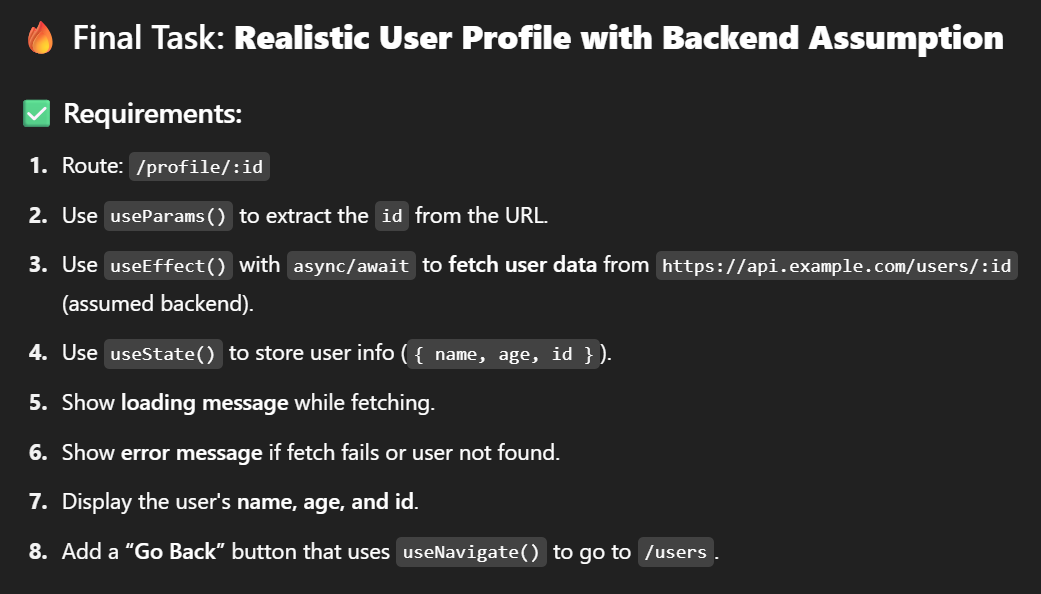 🔥 Final Task: Realistic User Profile with Backend Assumption
✅ Requirements:
1. Route: /profile/:id
2. Use useParams() to extract the id from the URL.
3. Use useEffect() with async/await to fetch user data from https://api.example.com/users/:id
(assumed backend).
4. Use useState() to store user info ({ name, age, id }).
5. Show loading message while fetching.
6. Show error message if fetch fails or user not found.
7. Display the user's name, age, and id.
8. Add a “Go Back” button that uses useNavigate() to go to /users.